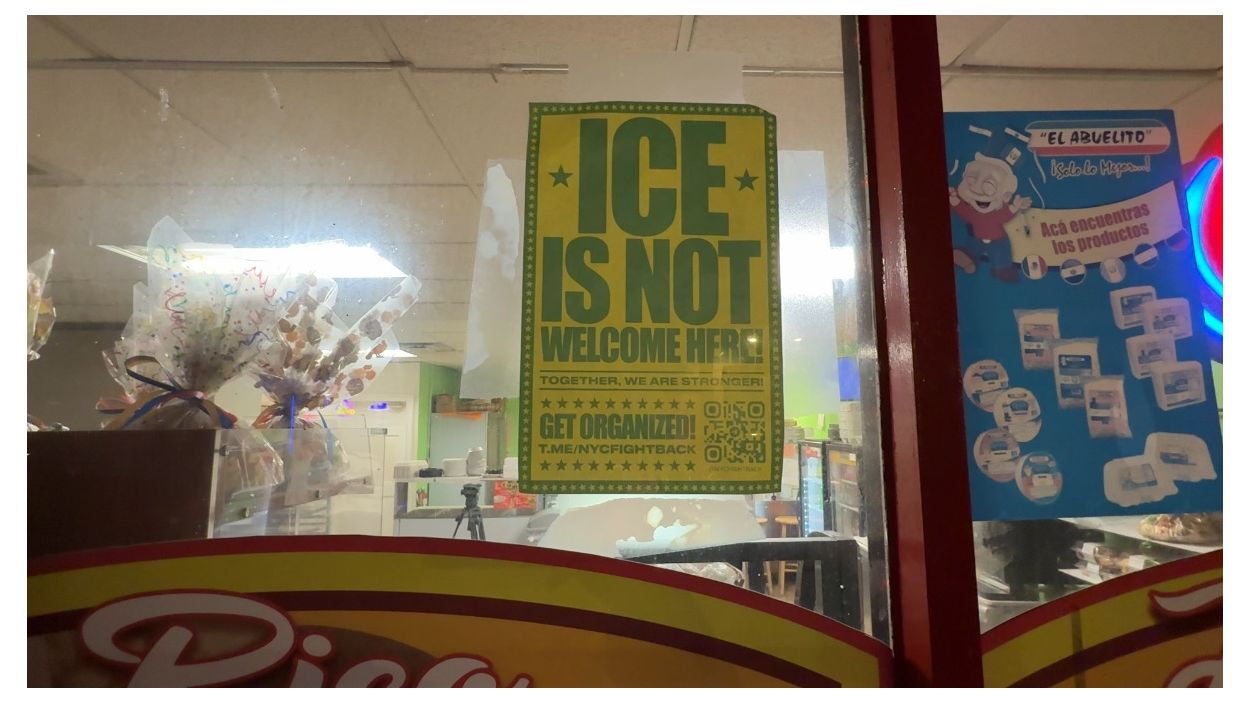 ICE
IS NOT
WELCOME HERE!
TOGETHER, WE ARE STRONGER!
GET ORGANIZED!
T.ME/NYCFIGHTBACK
@NYCFIGHTBACK
"EL ABUELITO"
¡Solo lo Mejor...!
Acá encuentras
los productos